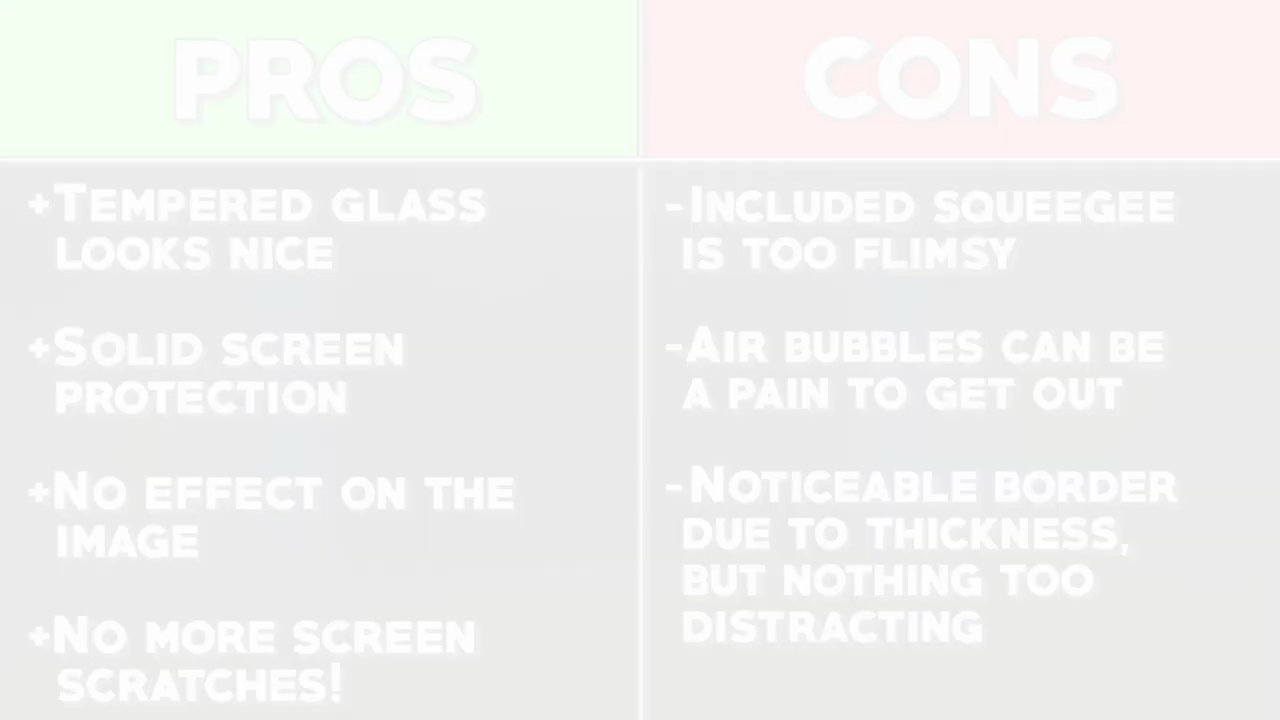 PROS
+TEMPERED GLASS
LOOKS NICE
+SOLID SCREEN
PROTECTION
+NO EFFECT ON THE
IMAGE
+NO MORE SCREEN
SCRATCHES!
CONS
-INCLUDED SQUEEGEE
IS TOO FLIMSY
-AIR BUBBLES CAN BE
A PAIN TO GET OUT
-NOTICEABLE BORDER
DUE TO THICKNESS,
BUT NOTHING TOO
DISTRACTING